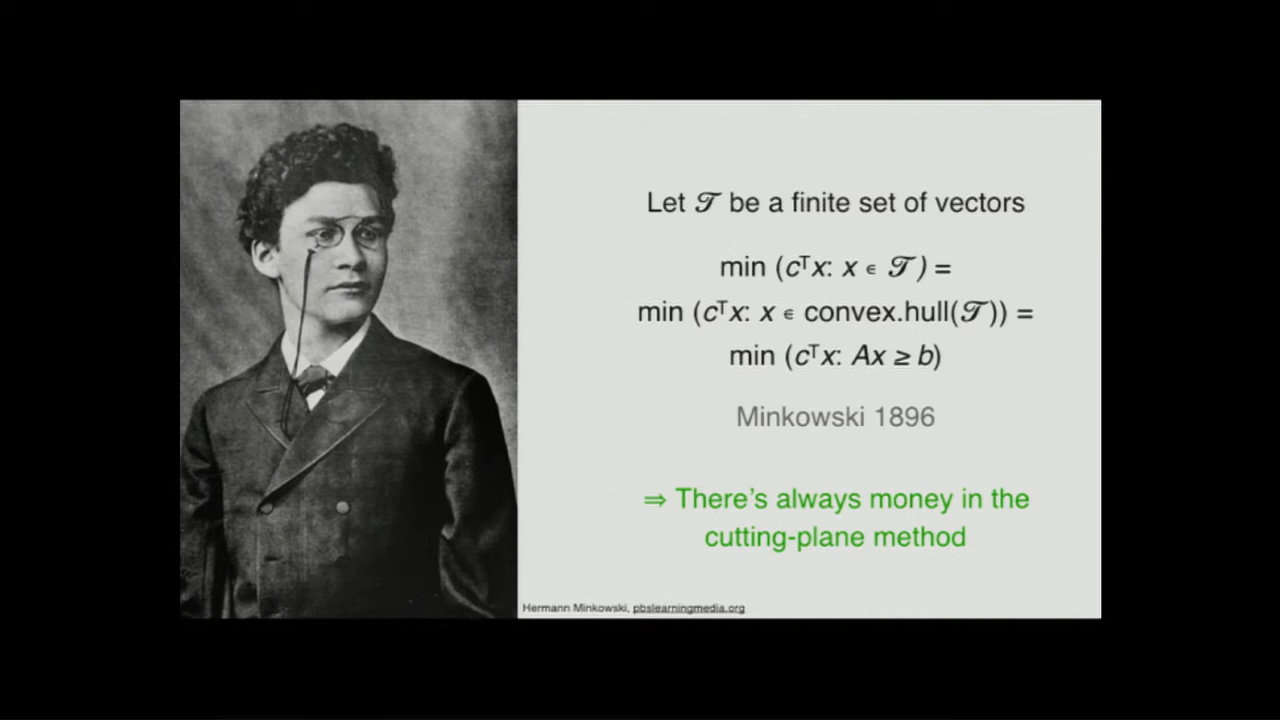 Let 𝒯 be a finite set of vectors
min (cᵀx: x ∊ 𝒯) =
min (cᵀx: x ∊ convex.hull(𝒯)) =
min (cᵀx: Ax ≥ b)
Minkowski 1896
⇒ There's always money in the
cutting-plane method
Hermann Minkowski, pbslearningmedia.org